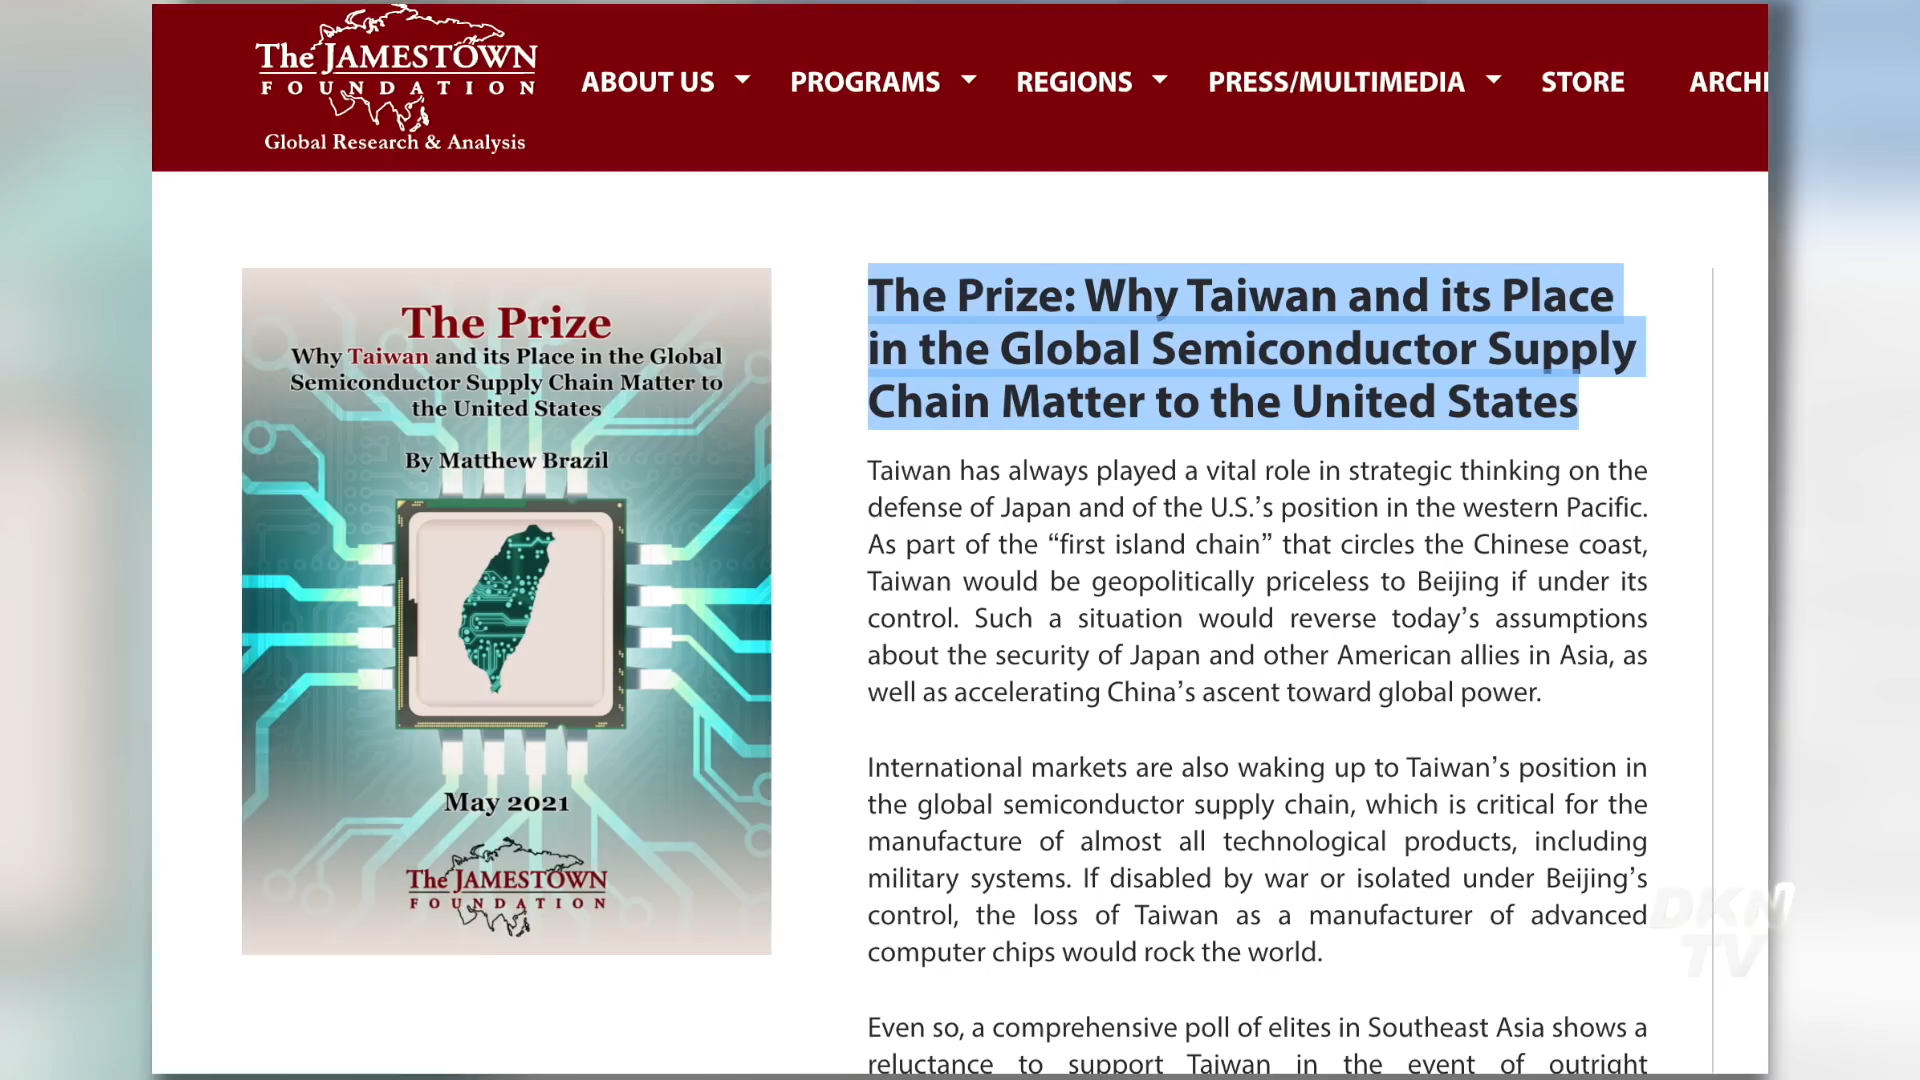 The JAMESTOWN
FOUNDATION
Global Research & Analysis
ABOUT US
PROGRAMS
REGIONS
PRESS/MULTIMEDIA
STORE
ARCHI
The Prize
Why Taiwan and its Place in the Global
Semiconductor Supply Chain Matter to
the United States
By Matthew Brazil
May 2021
The JAMESTOWN
FOUNDATION
The Prize: Why Taiwan and its Place
in the Global Semiconductor Supply
Chain Matter to the United States
Taiwan has always played a vital role in strategic thinking on the
defense of Japan and of the U.S.’s position in the western Pacific.
As part of the “first island chain” that circles the Chinese coast,
Taiwan would be geopolitically priceless to Beijing if under its
control. Such a situation would reverse today’s assumptions
about the security of Japan and other American allies in Asia, as
well as accelerating China’s ascent toward global power.
International markets are also waking up to Taiwan’s position in
the global semiconductor supply chain, which is critical for the
manufacture of almost all technological products, including
military systems. If disabled by war or isolated under Beijing’s
control, the loss of Taiwan as a manufacturer of advanced
computer chips would rock the world.
Even so, a comprehensive poll of elites in Southeast Asia shows a
reluctance to support Taiwan in the event of outright
DKN
TV